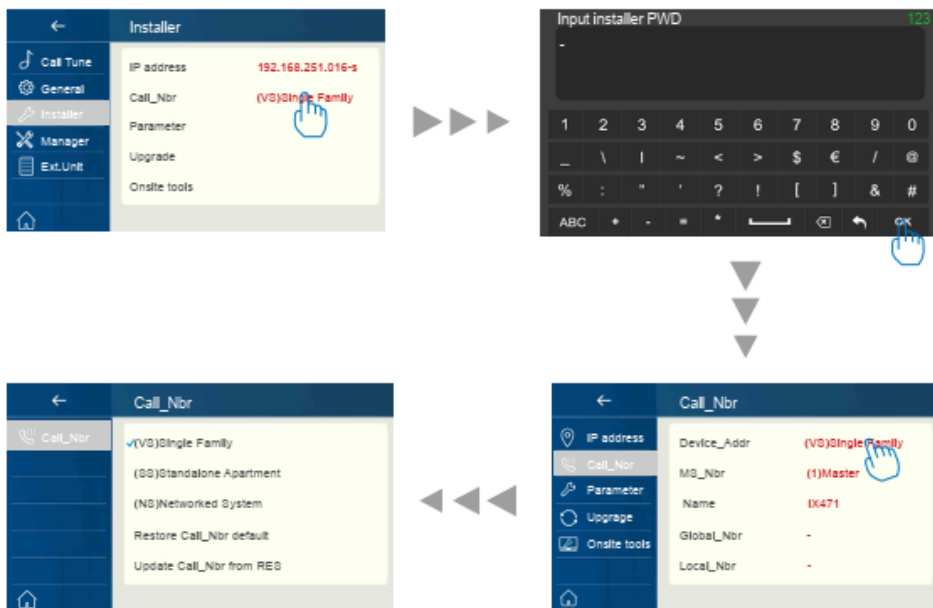 ←
Installer
Call Tune
General
Installer
Manager
Ext.Unit
IP address 192.168.251.016-s
Call_Nbr (VS)Single Family
Parameter
Upgrade
Onsite tools
Input installer PWD 123
-
1 2 3 4 5 6 7 8 9 0
_ \ | ~ < > $ € / @
% : " ' ? ! [ ] & #
ABC + - = * OK
← Call_Nbr
IP address
Call_Nbr
Parameter
Upgrape
Onsite tools
Device_Addr (VS)Single Family
MS_Nbr (1)Master
Name IX471
Global_Nbr -
Local_Nbr -
← Call_Nbr
Call_Nbr
✓(VS)Single Family
(SS)Standalone Apartment
(NS)Networked System
Restore Call_Nbr default
Update Call_Nbr from RES